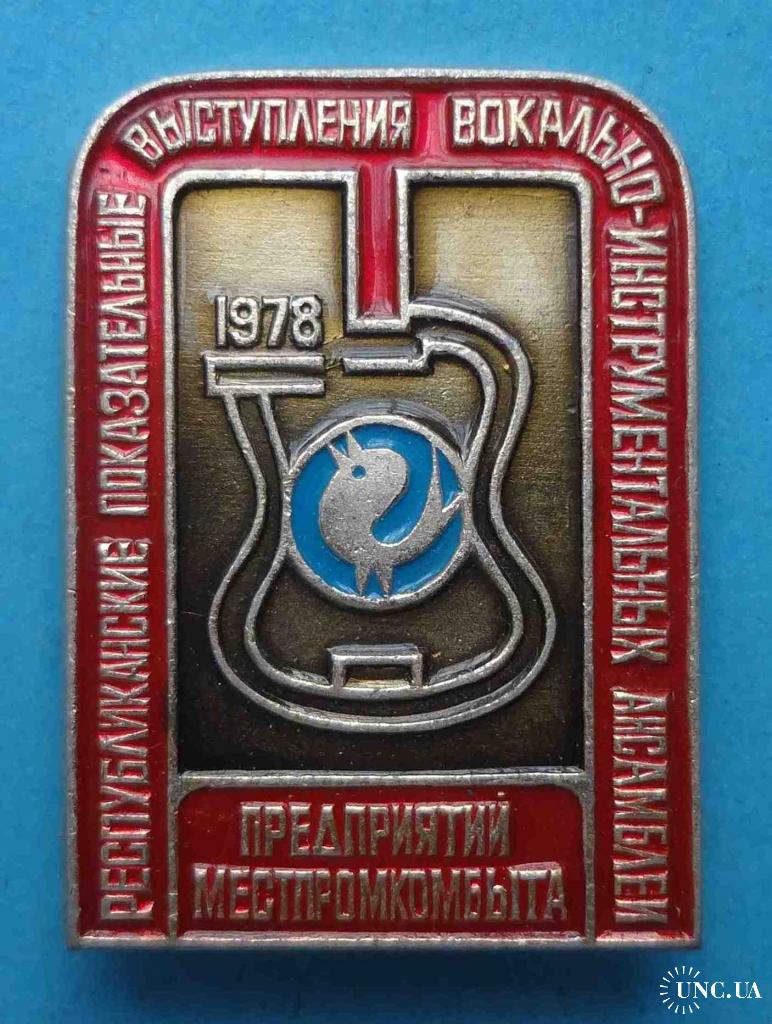 РЕСПУБЛИКАНСКИЕ ПОКАЗАТЕЛЬНЫЕ ВЫСТУПЛЕНИЯ ВОКАЛЬНО-ИНСТРУМЕНТАЛЬНЫХ АНСАМБЛЕЙ
1978
ПРЕДПРИЯТИЙ
МЕСТПРОМКОМБЫТА
UNC.UA